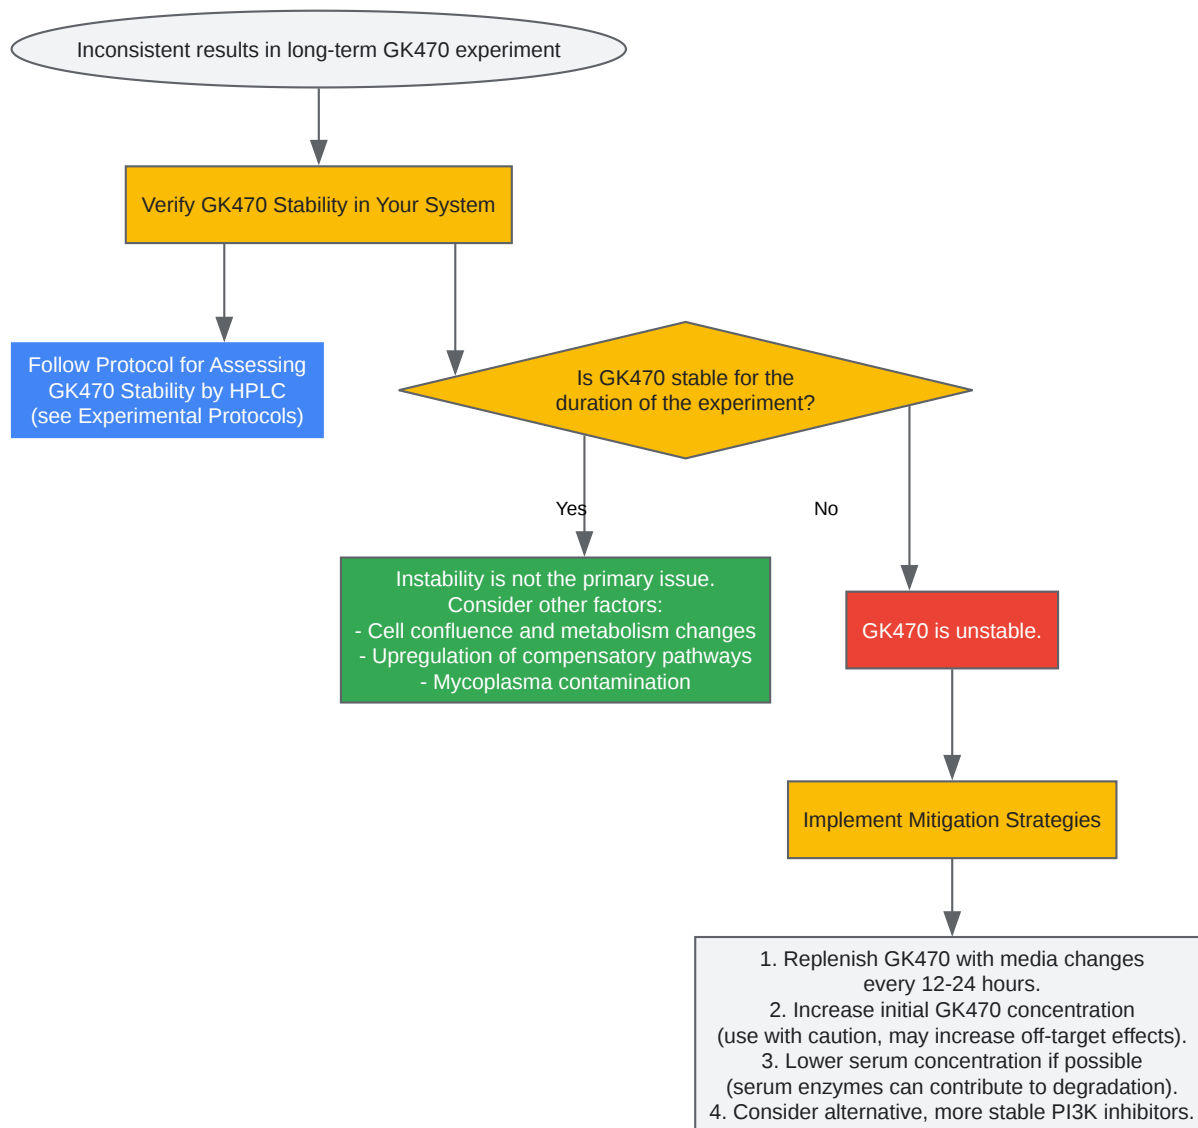 Inconsistent results in long-term GK470 experiment
Verify GK470 Stability in Your System
Follow Protocol for Assessing
GK470 Stability by HPLC
(see Experimental Protocols)
Is GK470 stable for the
duration of the experiment?
Yes
No
Instability is not the primary issue.
Consider other factors:
- Cell confluence and metabolism changes
- Upregulation of compensatory pathways
- Mycoplasma contamination
GK470 is unstable.
Implement Mitigation Strategies
1. Replenish GK470 with media changes
every 12-24 hours.
2. Increase initial GK470 concentration
(use with caution, may increase off-target effects).
3. Lower serum concentration if possible
(serum enzymes can contribute to degradation).
4. Consider alternative, more stable PI3K inhibitors.